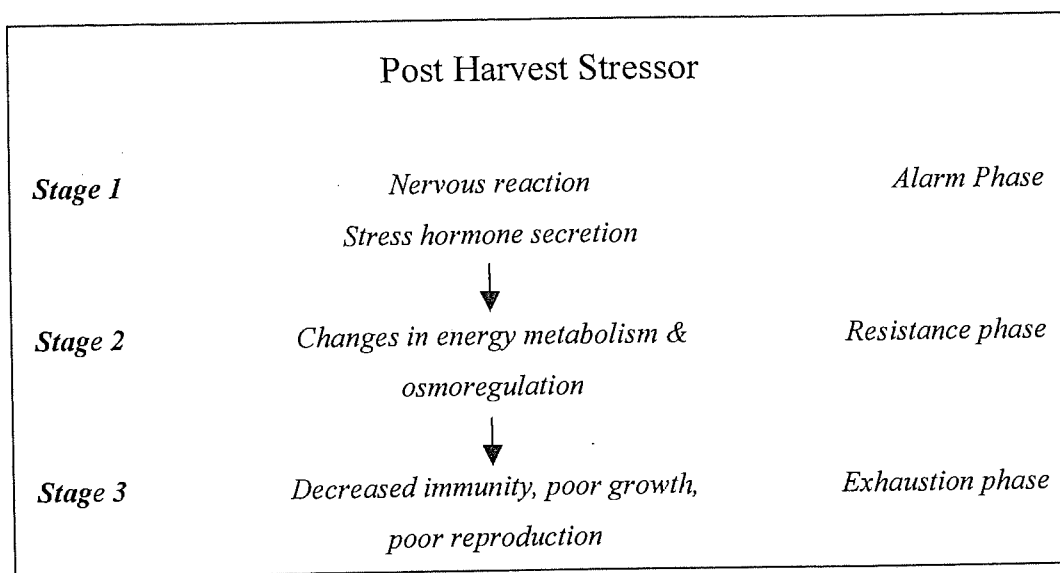 Post Harvest Stressor
Stage 1 Nervous reaction Alarm Phase
Stress hormone secretion
Stage 2 Changes in energy metabolism & Resistance phase
osmoregulation
Stage 3 Decreased immunity, poor growth, Exhaustion phase
poor reproduction